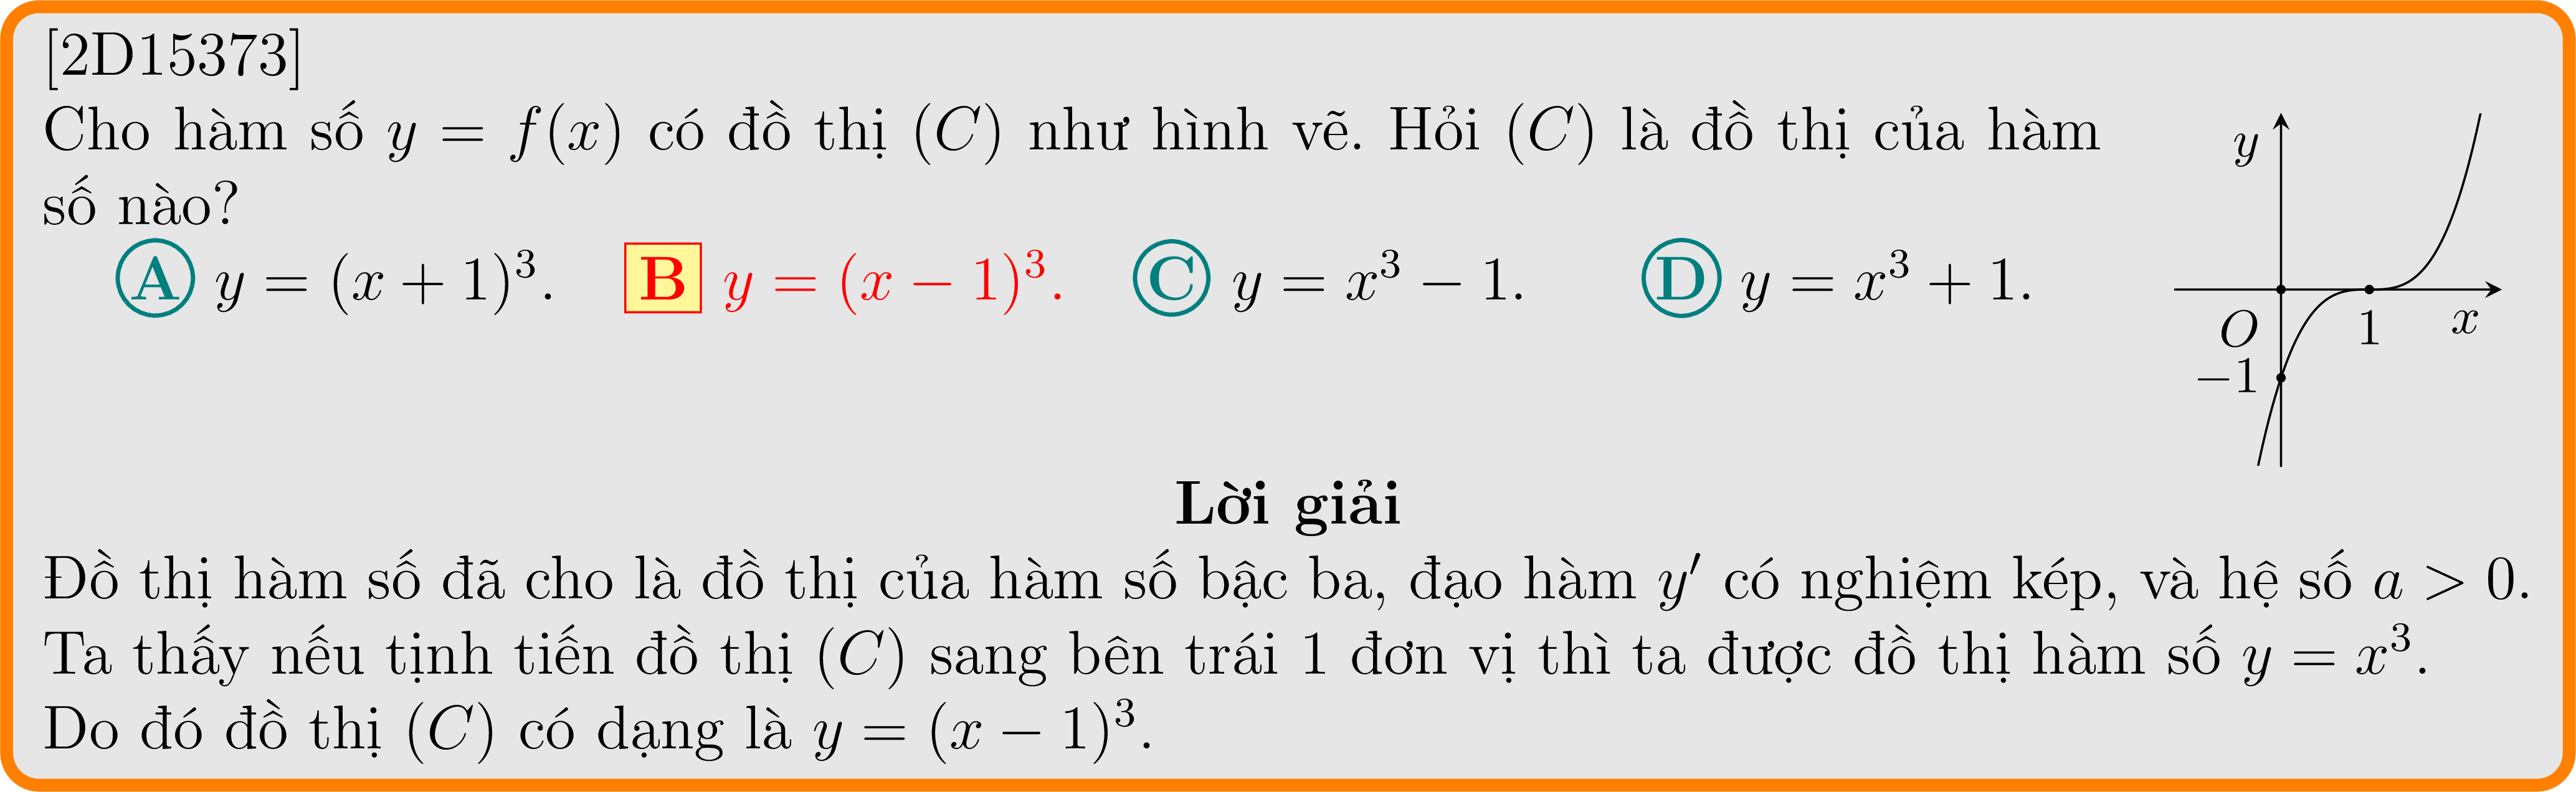 [2D15373]
Cho hàm số y = f(x) có đồ thị (C) như hình vẽ. Hỏi (C) là đồ thị của hàm
số nào?
A y = (x + 1)³. B y = (x − 1)³. C y = x³ − 1. D y = x³ + 1.
y
O
1
x
−1
Lời giải
Đồ thị hàm số đã cho là đồ thị của hàm số bậc ba, đạo hàm y′ có nghiệm kép, và hệ số a > 0.
Ta thấy nếu tịnh tiến đồ thị (C) sang bên trái 1 đơn vị thì ta được đồ thị hàm số y = x³.
Do đó đồ thị (C) có dạng là y = (x − 1)³.